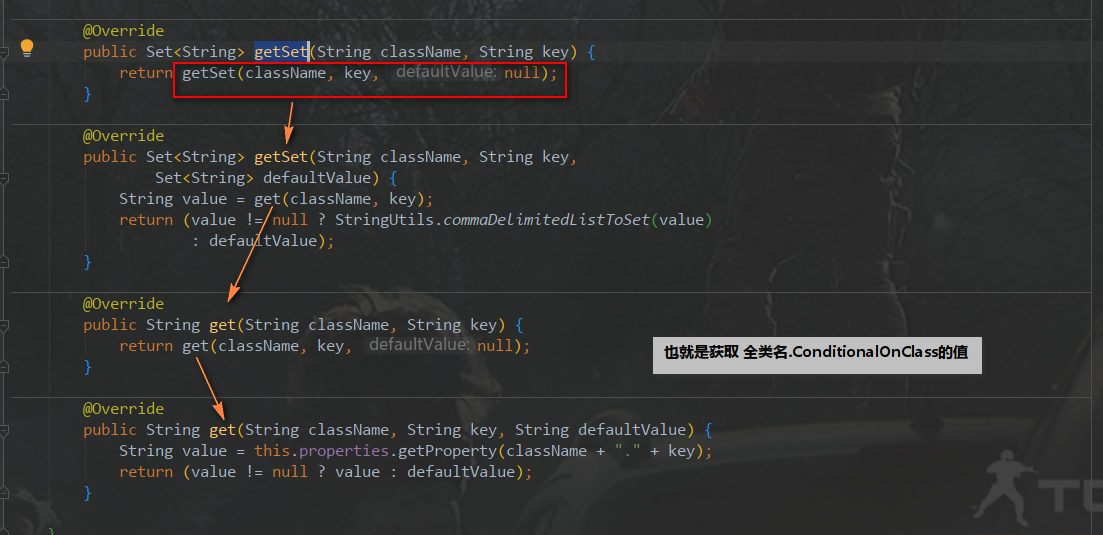 @Override
public Set<String> getSet(String className, String key) {
return getSet(className, key, defaultValue: null);
}
@Override
public Set<String> getSet(String className, String key,
Set<String> defaultValue) {
String value = get(className, key);
return (value != null ? StringUtils.commaDelimitedListToSet(value)
: defaultValue);
}
@Override
public String get(String className, String key) {
return get(className, key, defaultValue: null);
}
也就是获取 全类名.ConditionalOnClass的值
@Override
public String get(String className, String key, String defaultValue) {
String value = this.properties.getProperty(className + "." + key);
return (value != null ? value : defaultValue);
}
}